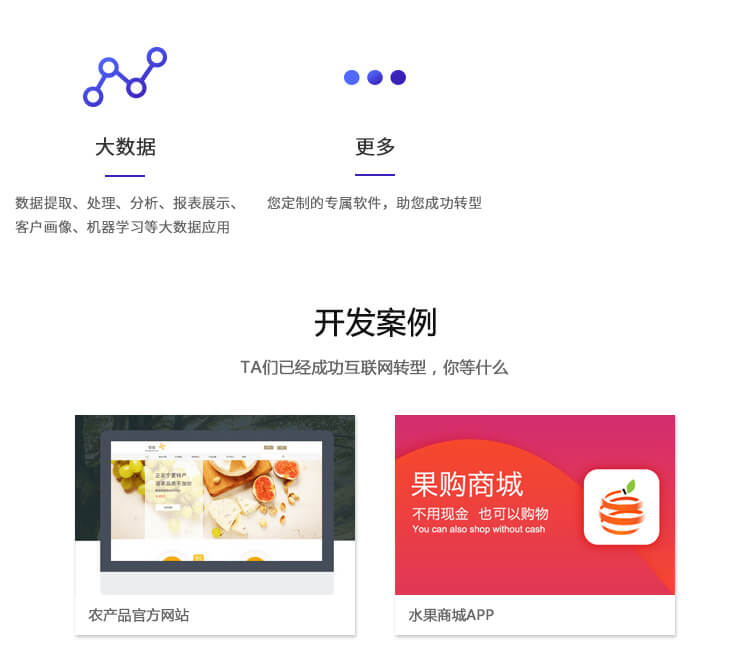 大数据
数据提取、处理、分析、报表展示、
客户画像、机器学习等大数据应用
更多
您定制的专属软件，助您成功转型
开发案例
TA们已经成功互联网转型，你等什么
农产品官方网站
果购商城
不用现金 也可以购物
You can also shop without cash
水果商城APP